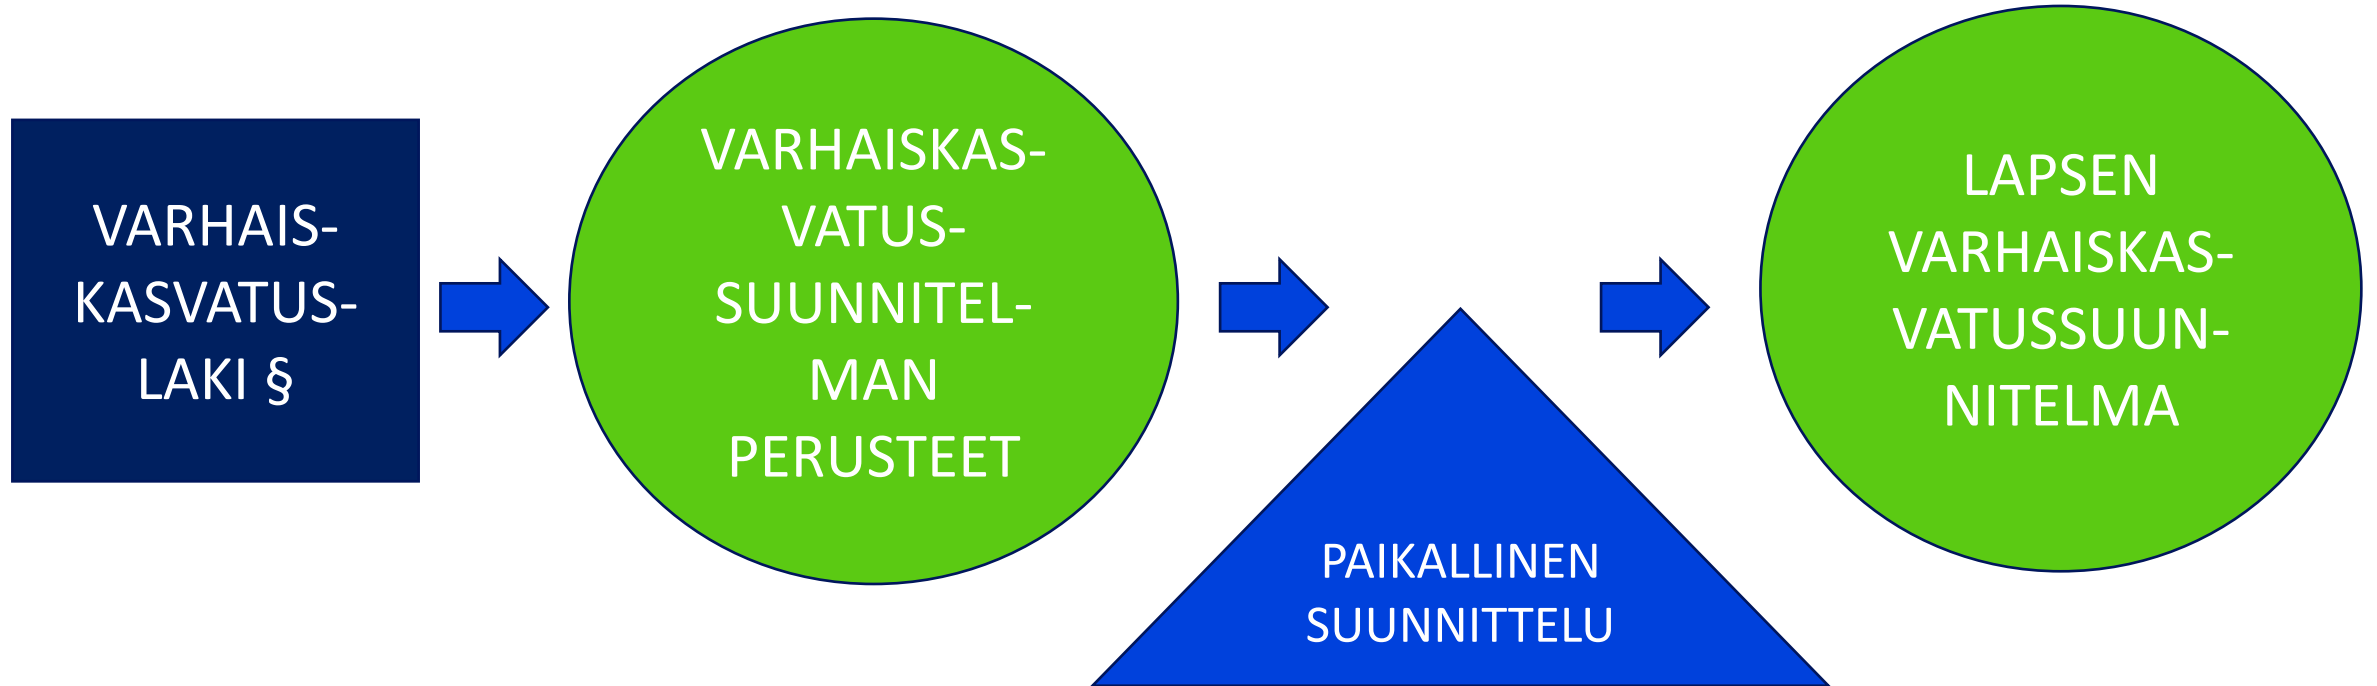 VARHAIS-
KASVATUS-
LAKI §
VARHAISKAS-
VATUS-
SUUNNITEL-
MAN
PERUSTEET
PAIKALLINEN
SUUNNITTELU
LAPSEN
VARHAISKAS-
VATUSSUUN-
NITELMA